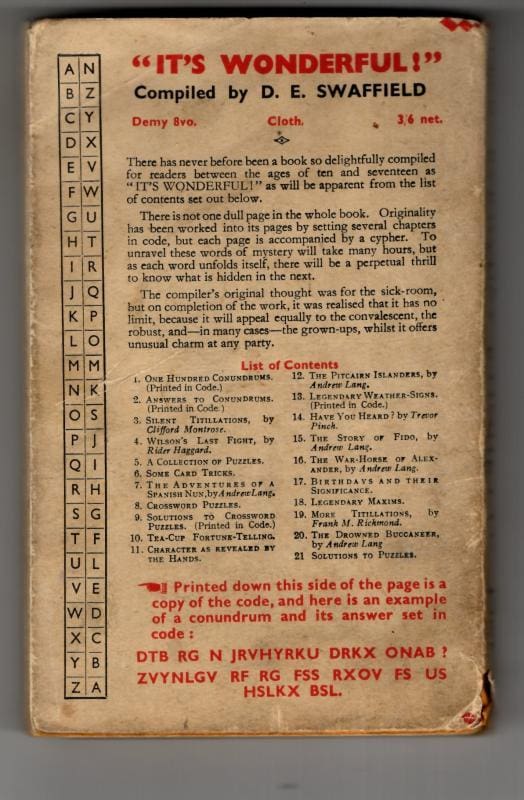 A N
B Z
C Y
D X
E V
F W
G U
H T
I R
J Q
K P
L O
M M
N K
O S
P J
Q I
R H
S G
T F
U L
V E
W D
X C
Y B
Z A
"IT'S WONDERFUL!"
Compiled by D. E. SWAFFIELD
Demy 8vo. Cloth. 3/6 net.
There has never before been a book so delightfully compiled
for readers between the ages of ten and seventeen as
"IT'S WONDERFUL!" as will be apparent from the list
of contents set out below.
There is not one dull page in the whole book. Originality
has been worked into its pages by setting several chapters
in code, but each page is accompanied by a cypher. To
unravel these words of mystery will take many hours, but
as each word unfolds itself, there will be a perpetual thrill
to know what is hidden in the next.
The compiler's original thought was for the sick-room,
but on completion of the work, it was realised that it has no
limit, because it will appeal equally to the convalescent, the
robust, and—in many cases—the grown-ups, whilst it offers
unusual charm at any party.
List of Contents
1. ONE HUNDRED CONUNDRUMS.
(Printed in Code.)
2. ANSWERS TO CONUNDRUMS.
(Printed in Code.)
3. SILENT TITILLATIONS, by
Clifford Montrose.
4. WILSON'S LAST FIGHT, by
Rider Haggard.
5. A COLLECTION OF PUZZLES.
6. SOME CARD TRICKS.
7. THE ADVENTURES OF A
SPANISH NUN, by Andrew Lang.
8. CROSSWORD PUZZLES.
9. SOLUTIONS TO CROSSWORD
PUZZLES. (Printed in Code.)
10. TEA-CUP FORTUNE-TELLING.
11. CHARACTER AS REVEALED BY
THE HANDS.
12. THE PITCAIRN ISLANDERS, by
Andrew Lang.
13. LEGENDARY WEATHER-SIGNS.
(Printed in Code.)
14. HAVE YOU HEARD? by Trevor
Pinch.
15. THE STORY OF FIDO, by
Andrew Lang.
16. THE WAR-HORSE OF ALEX-
ANDER, by Andrew Lang.
17. BIRTHDAYS AND THEIR
SIGNIFICANCE.
18. LEGENDARY MAXIMS.
19. MORE TITILLATIONS, by
Frank M. Richmond.
20. THE DROWNED BUCCANEER,
by Andrew Lang
21 SOLUTIONS TO PUZZLES.
Printed down this side of the page is a
copy of the code, and here is an example
of a conundrum and its answer set in
code :
DTB RG N JRVHYRKU DRKX ONAB ?
ZVYNLGV RF RG FSS RXOV FS US
HSLKX BSL.